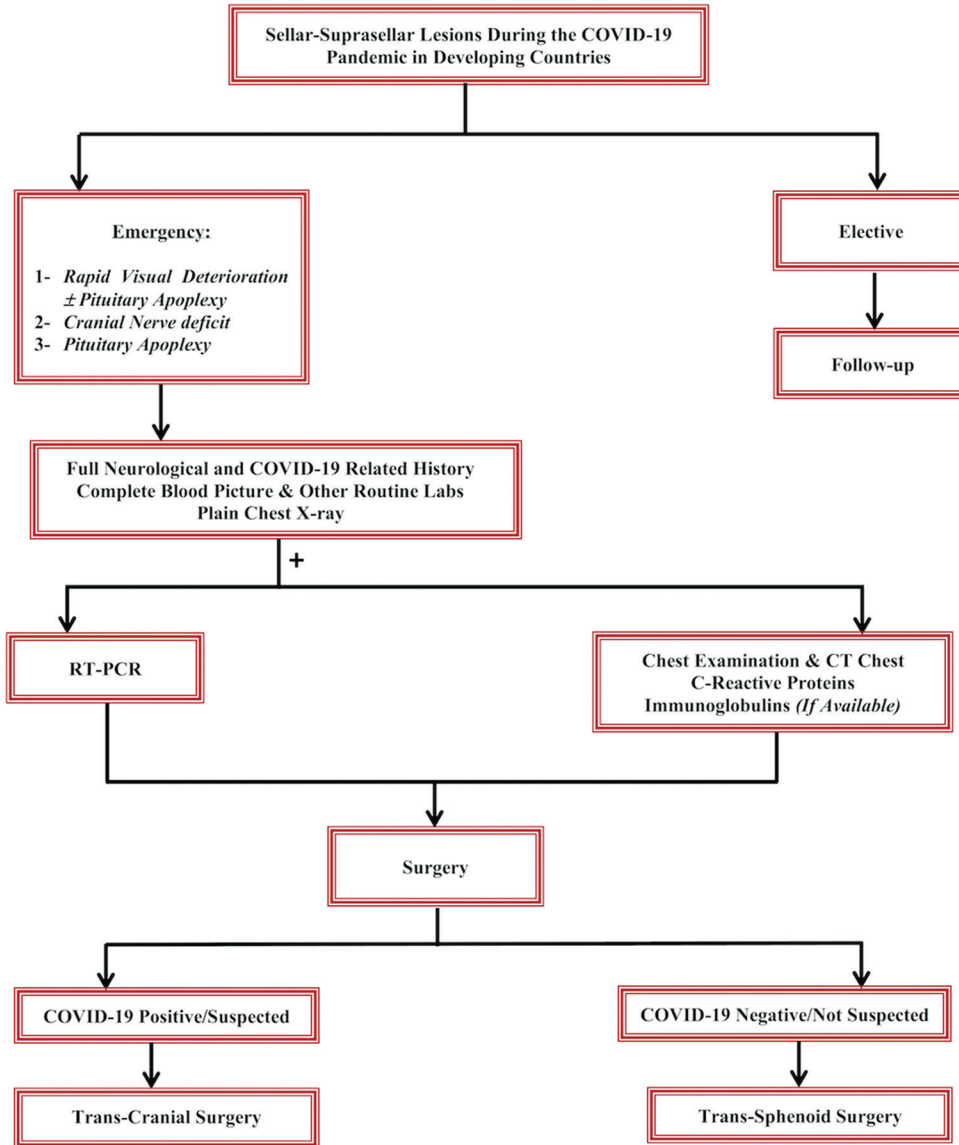 Sellar-Suprasellar Lesions During the COVID-19
Pandemic in Developing Countries
Emergency:
1- Rapid Visual Deterioration
± Pituitary Apoplexy
2- Cranial Nerve deficit
3- Pituitary Apoplexy
Elective
Follow-up
Full Neurological and COVID-19 Related History
Complete Blood Picture & Other Routine Labs
Plain Chest X-ray
+
RT-PCR
Chest Examination & CT Chest
C-Reactive Proteins
Immunoglobulins (If Available)
Surgery
COVID-19 Positive/Suspected
COVID-19 Negative/Not Suspected
Trans-Cranial Surgery
Trans-Sphenoid Surgery